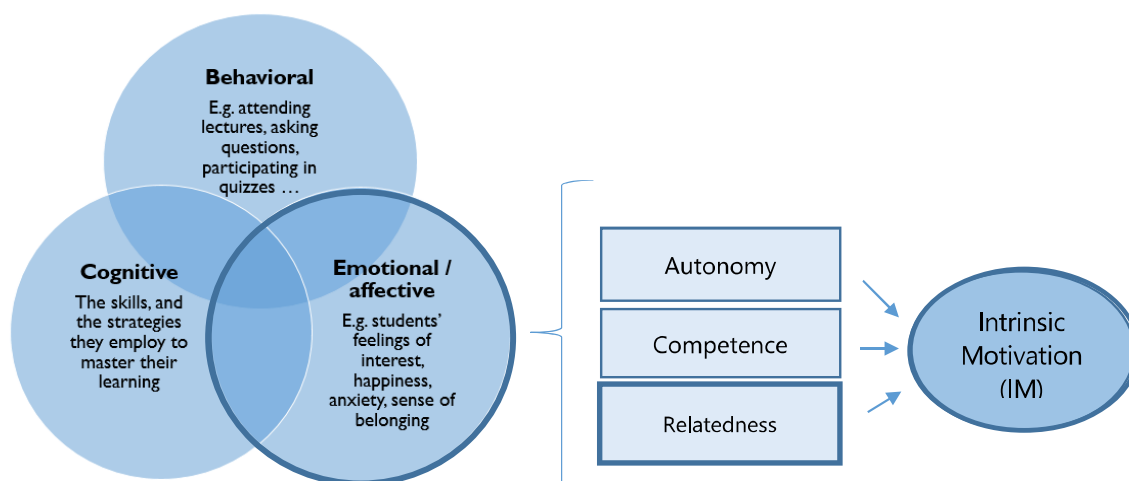 Behavioral
E.g. attending
lectures, asking
questions,
participating in
quizzes …
Cognitive
The skills, and
the strategies
they employ to
master their
learning
Emotional /
affective
E.g. students’
feelings of
interest,
happiness,
anxiety, sense of
belonging
Autonomy
Competence
Relatedness
Intrinsic
Motivation
(IM)